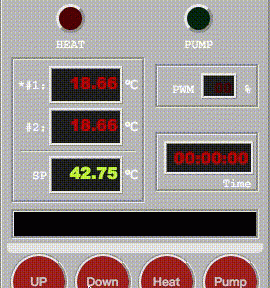 HEAT PUMP
*#1: 18.66 °C
PWM %
#2: 18.66 °C
SP 42.75 °C
00:00:00
Time
UP Down Heat Pump